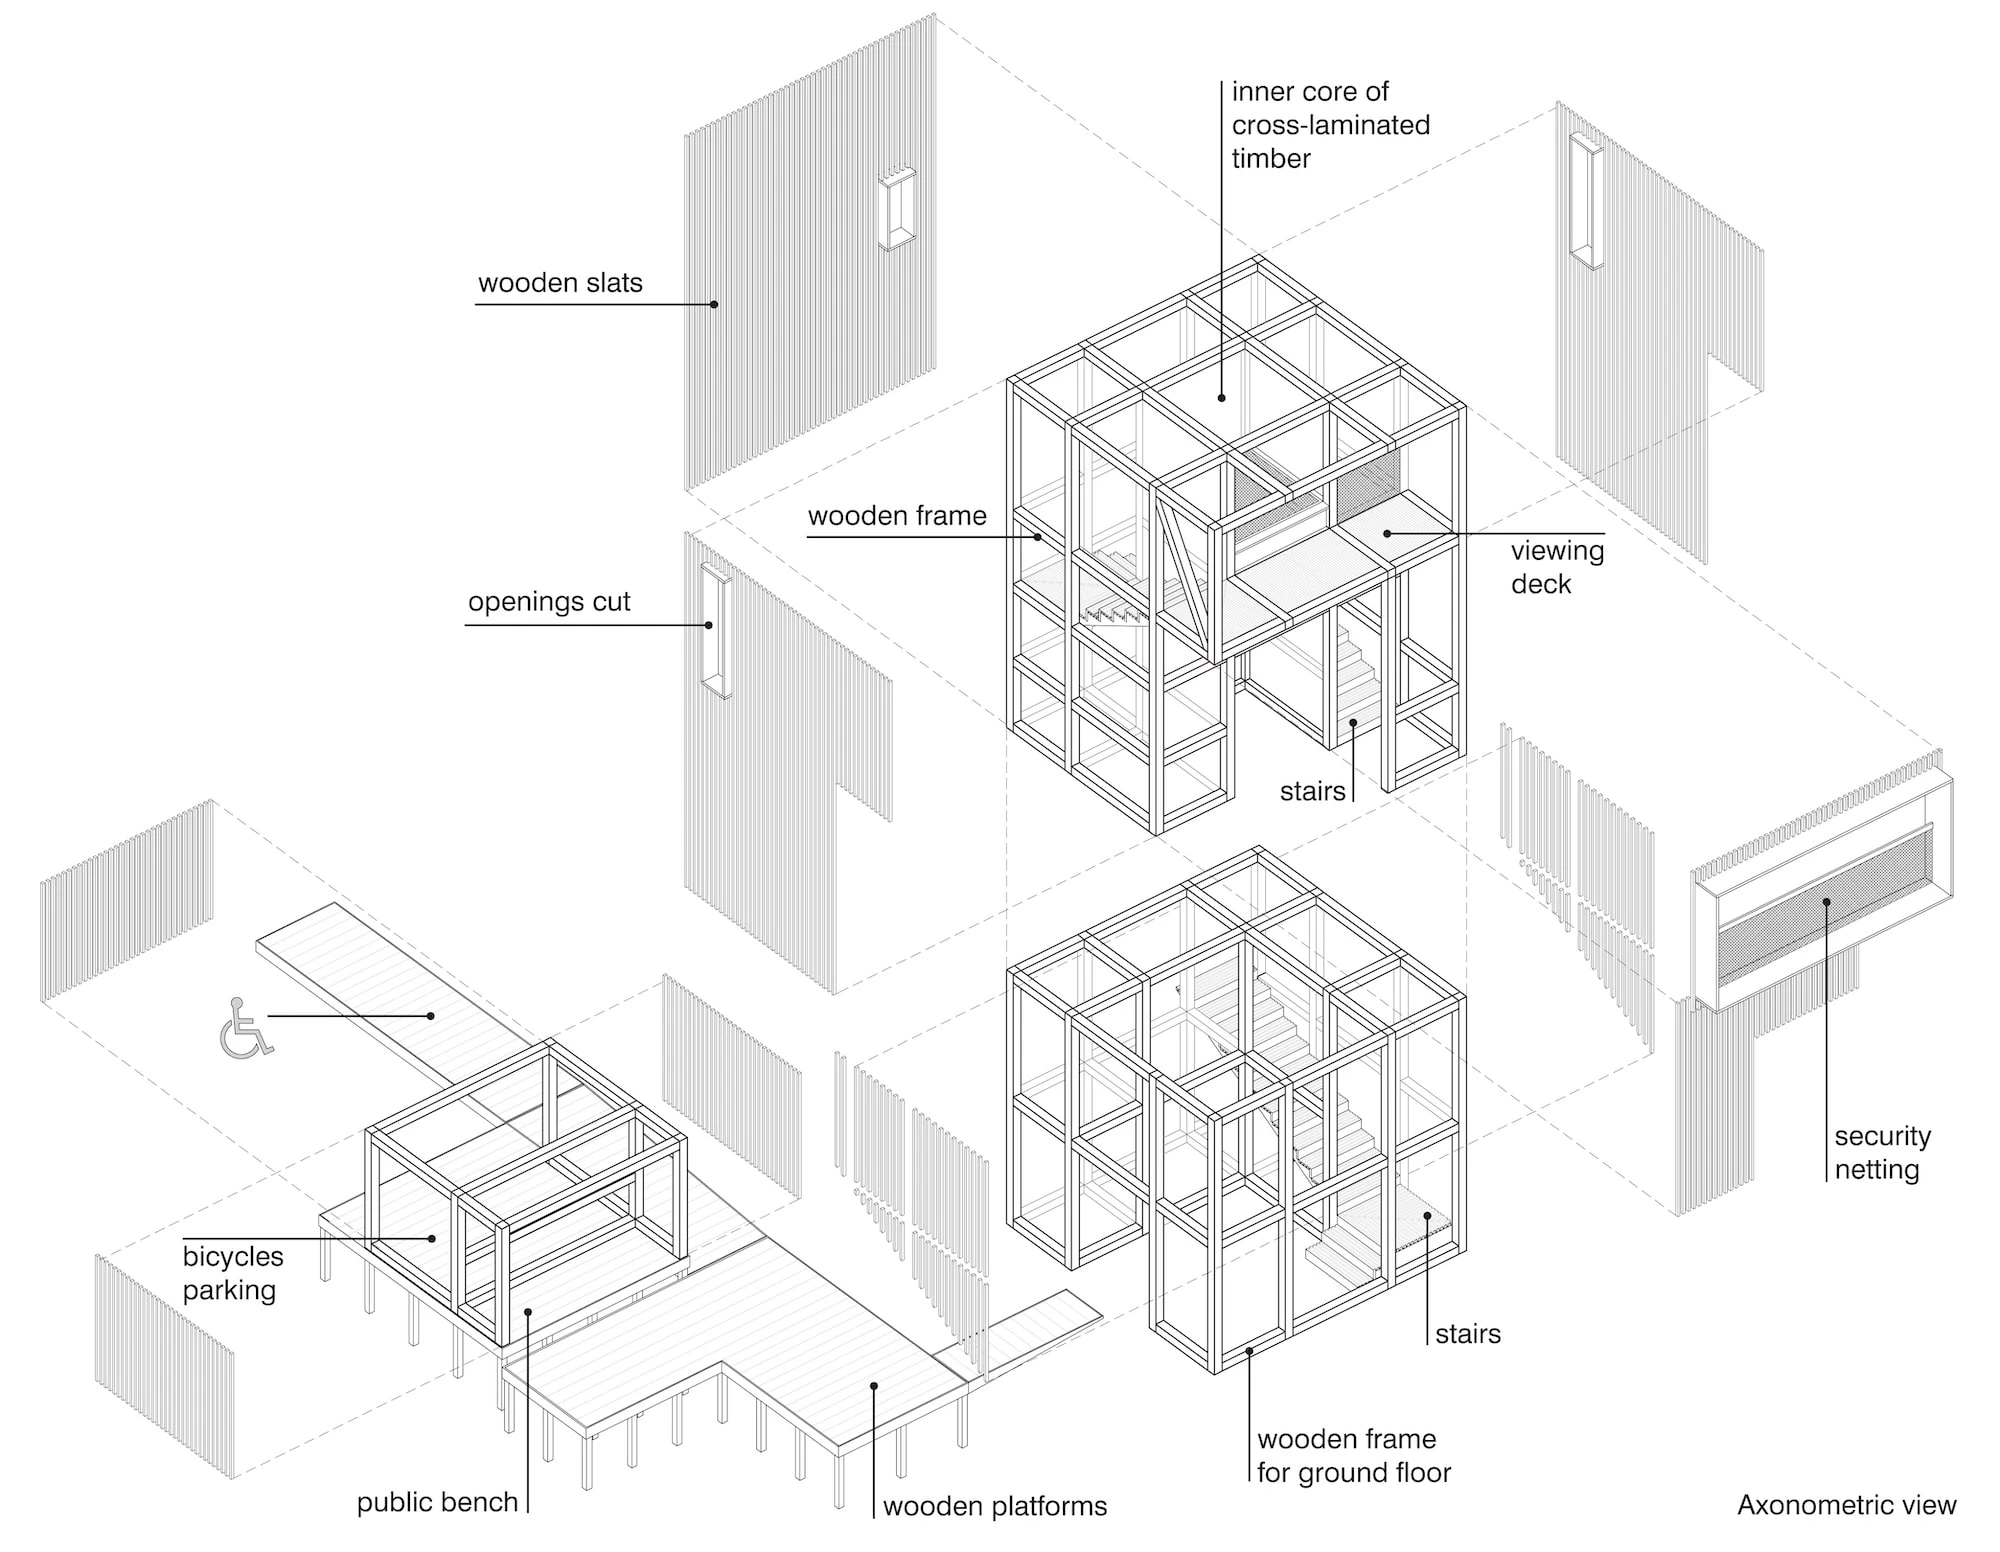 inner core of
cross-laminated
timber
wooden slats
wooden frame
viewing
deck
openings cut
stairs
security
netting
bicycles
parking
stairs
wooden frame
for ground floor
public bench
wooden platforms
Axonometric view